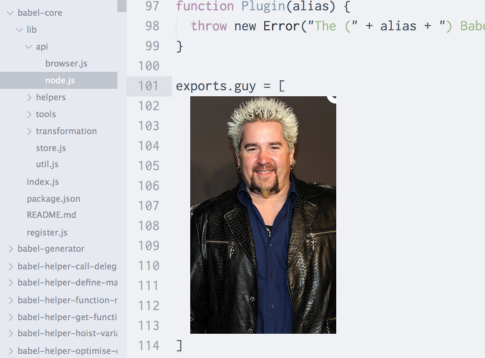 babel-core
lib
api
browser.js
node.js
helpers
tools
transformation
store.js
util.js
index.js
package.json
README.md
register.js
babel-generator
babel-helper-call-deleg
babel-helper-define-ma
babel-helper-function-r
babel-helper-get-functi
babel-helper-hoist-varia
babel-helper-optimise-
97 function Plugin(alias) {
98 throw new Error("The (" + alias + ") Babe
99 }
100
101 exports.guy = [
102
103
104
105
106
107
108
109
110
111
112
113
114 ]